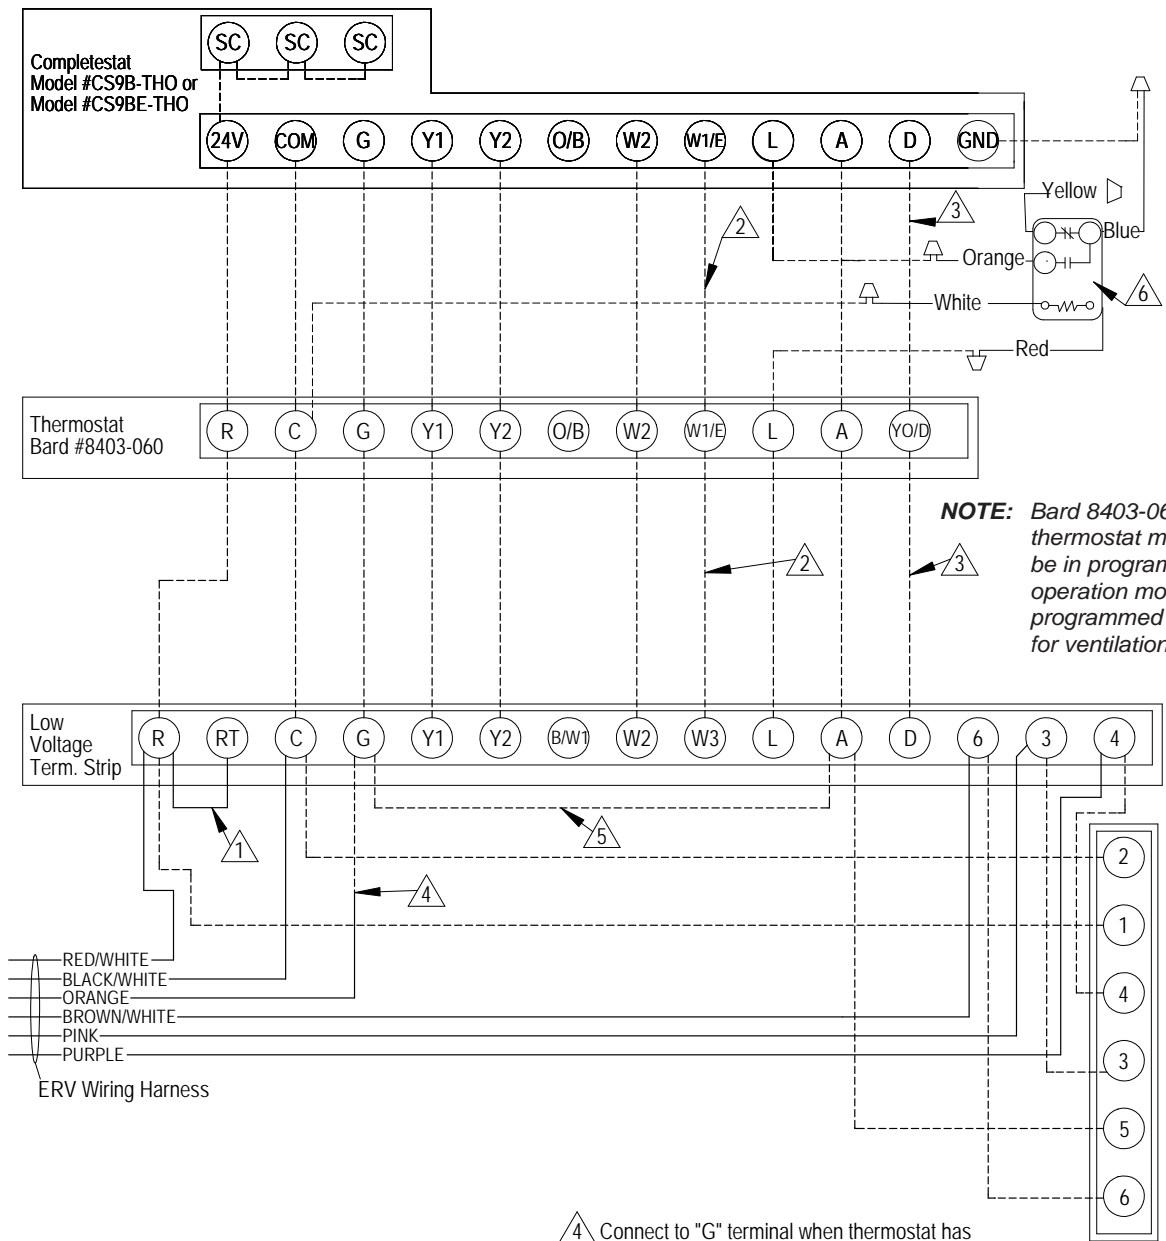 SC SC SC
Completestat
Model #CS9B-THO or
Model #CS9BE-THO
24V COM G Y1 Y2 O/B W2 W1/E L A D GND
Yellow
3
2
Blue
Orange
6
White
Red
Thermostat
Bard #8403-060
R C G Y1 Y2 O/B W2 W1/E L A YO/D
NOTE: Bard 8403-06
thermostat m
be in program
operation mo
programmed
for ventilation
2
3
Low
Voltage
Term. Strip
R RT C G Y1 Y2 B/W1 W2 W3 L A D 6 3 4
1
5
2
4
1
RED/WHITE
BLACK/WHITE
ORANGE
BROWN/WHITE
PINK
PURPLE
4
3
ERV Wiring Harness
5
6
4 Connect to "G" terminal when thermostat has